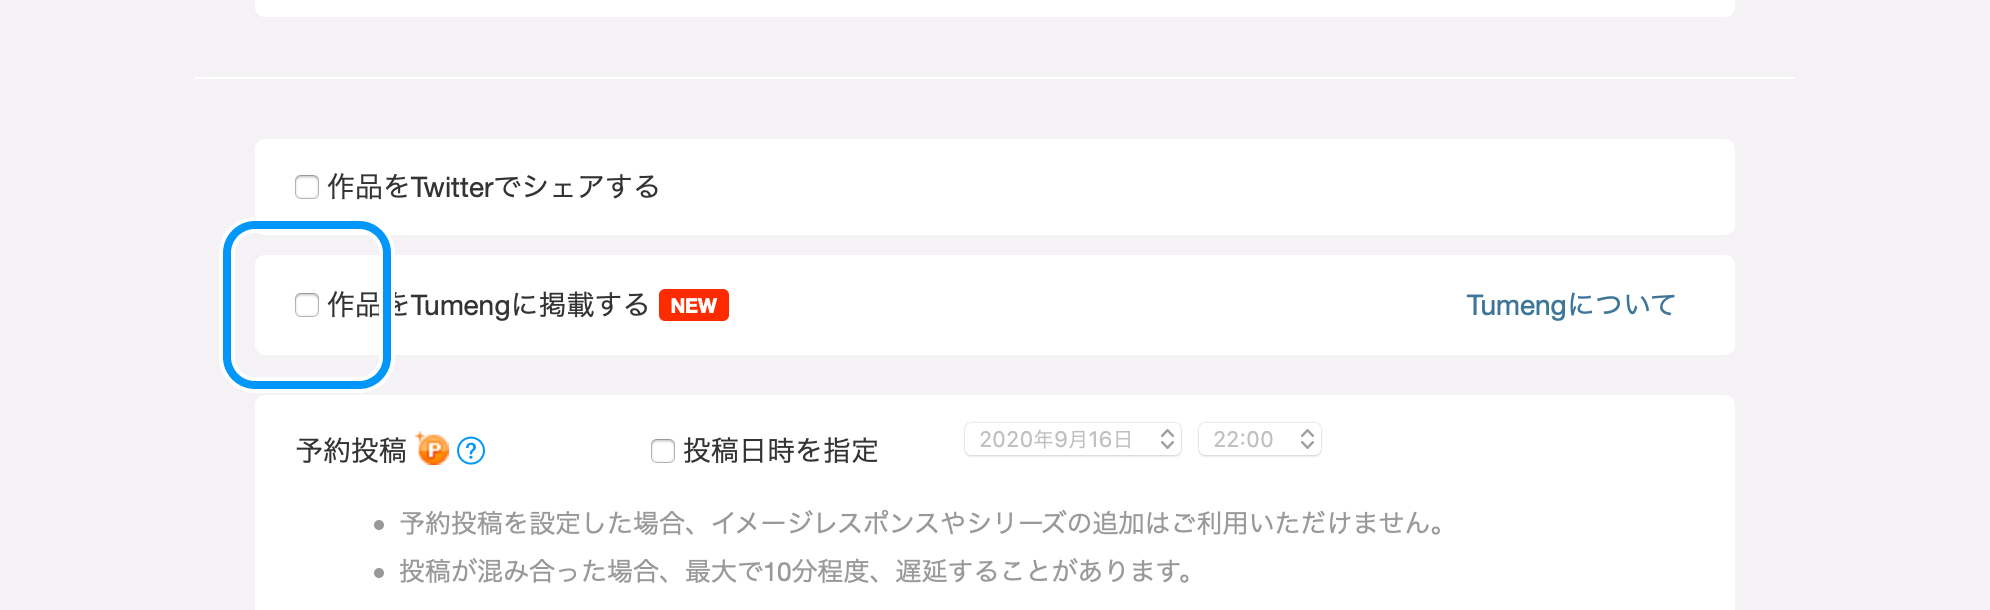 作品をTwitterでシェアする
作品をTumengに掲載する NEW Tumengについて
予約投稿 P ? 投稿日時を指定 2020年9月16日 22:00
• 予約投稿を設定した場合、イメージレスポンスやシリーズの追加はご利用いただけません。
• 投稿が混み合った場合、最大で10分程度、遅延することがあります。